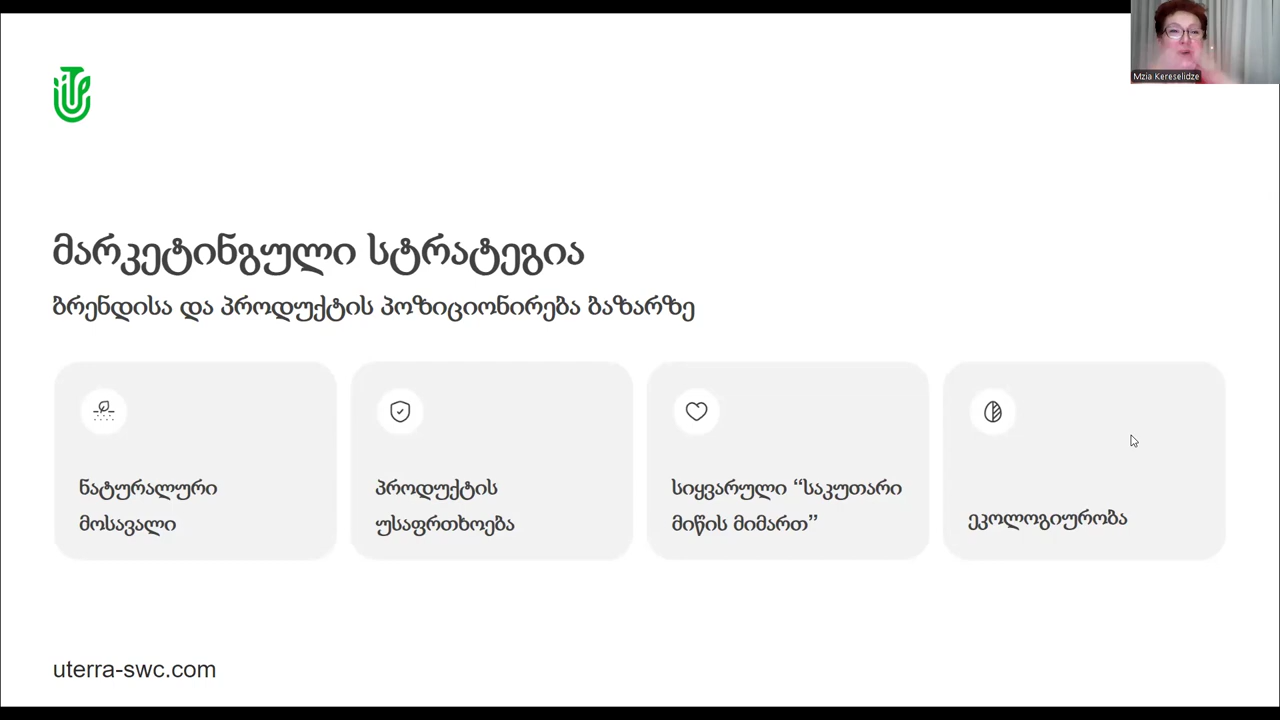 Mzia Kereselidze
მარკეტინგული სტრატეგია
ბრენდისა და პროდუქტის პოზიციონირება ბაზარზე
ნატურალური
მოსავალი
პროდუქტის
უსაფრთხოება
სიყვარული “საკუთარი
მიწის მიმართ”
ეკოლოგიურობა
uterra-swc.com